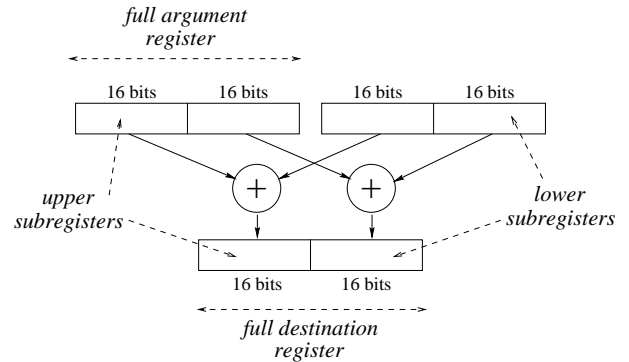 full argument
register
16 bits
16 bits
16 bits
16 bits
+
+
upper
subregisters
lower
subregisters
16 bits
16 bits
full destination
register